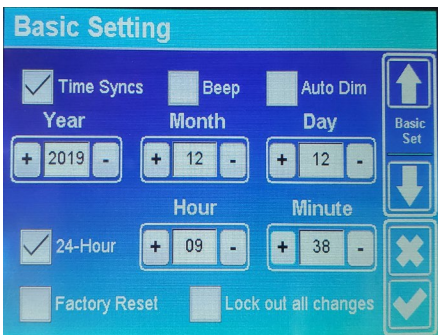 Basic Setting
Time Syncs Beep Auto Dim
Year Month Day
+ 2019 - + 12 - + 12 -
Basic
Set
Hour Minute
24-Hour + 09 - + 38 -
Factory Reset Lock out all changes